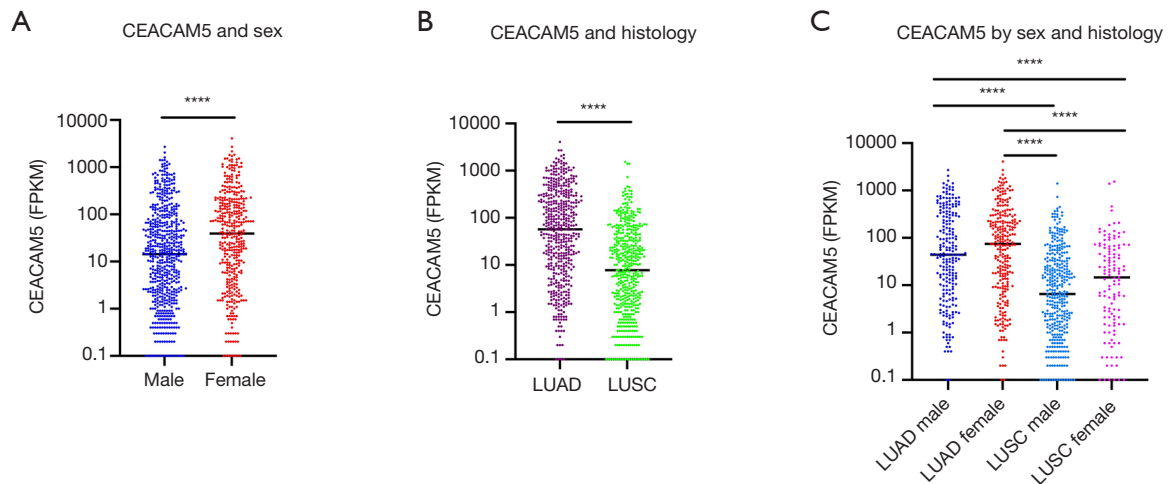 A
CEACAM5 and sex
****
10000
1000
100
10
1
0.1
CEACAM5 (FPKM)
Male
Female
B
CEACAM5 and histology
****
10000
1000
100
10
1
0.1
CEACAM5 (FPKM)
LUAD
LUSC
C
CEACAM5 by sex and histology
****
****
****
****
10000
1000
100
10
1
0.1
CEACAM5 (FPKM)
LUAD male
LUAD female
LUSC male
LUSC female